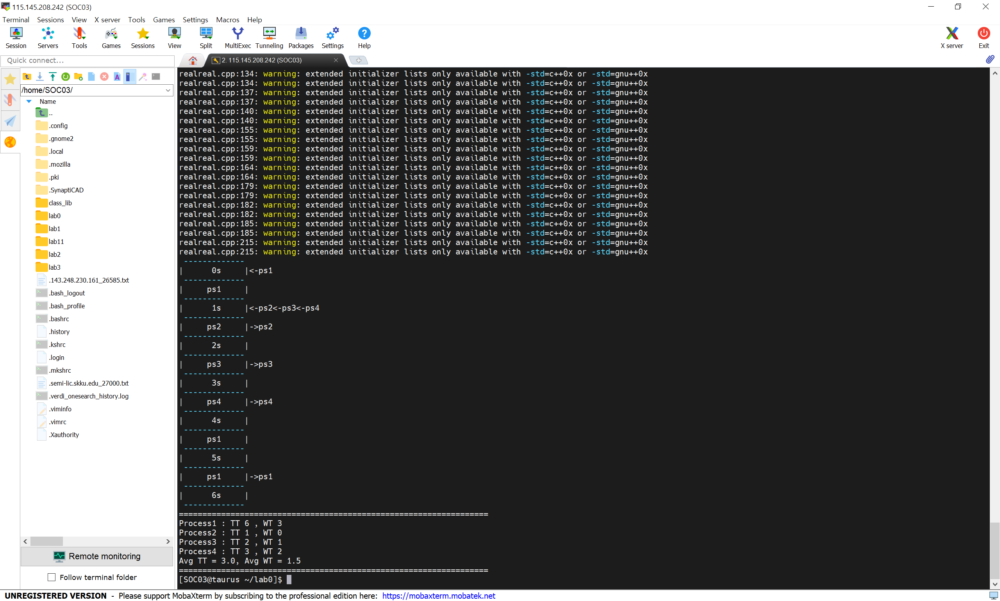 115.145.208.242 (SOC03)
Terminal Sessions View X server Tools Games Settings Macros Help
Session Servers Tools Games Sessions View Split MultiExec Tunneling Packages Settings Help X server Exit
Quick connect...
2. 115.145.208.242 (SOC03)
/home/SOC03/
Name
..
.config
.gnome2
.local
.mozilla
.pki
.SynaptiCAD
class_lib
lab0
lab1
lab11
lab2
lab3
.143.248.230.161_26585.txt
.bash_logout
.bash_profile
.bashrc
.history
.kshrc
.login
.mkshrc
.semi-lic.skku.edu_27000.txt
.verdi_onesearch_history.log
.viminfo
.vimrc
.Xauthority
Remote monitoring
Follow terminal folder
realreal.cpp:134: warning: extended initializer lists only available with -std=c++0x or -std=gnu++0x
realreal.cpp:134: warning: extended initializer lists only available with -std=c++0x or -std=gnu++0x
realreal.cpp:137: warning: extended initializer lists only available with -std=c++0x or -std=gnu++0x
realreal.cpp:137: warning: extended initializer lists only available with -std=c++0x or -std=gnu++0x
realreal.cpp:140: warning: extended initializer lists only available with -std=c++0x or -std=gnu++0x
realreal.cpp:140: warning: extended initializer lists only available with -std=c++0x or -std=gnu++0x
realreal.cpp:155: warning: extended initializer lists only available with -std=c++0x or -std=gnu++0x
realreal.cpp:155: warning: extended initializer lists only available with -std=c++0x or -std=gnu++0x
realreal.cpp:159: warning: extended initializer lists only available with -std=c++0x or -std=gnu++0x
realreal.cpp:159: warning: extended initializer lists only available with -std=c++0x or -std=gnu++0x
realreal.cpp:164: warning: extended initializer lists only available with -std=c++0x or -std=gnu++0x
realreal.cpp:164: warning: extended initializer lists only available with -std=c++0x or -std=gnu++0x
realreal.cpp:179: warning: extended initializer lists only available with -std=c++0x or -std=gnu++0x
realreal.cpp:179: warning: extended initializer lists only available with -std=c++0x or -std=gnu++0x
realreal.cpp:182: warning: extended initializer lists only available with -std=c++0x or -std=gnu++0x
realreal.cpp:182: warning: extended initializer lists only available with -std=c++0x or -std=gnu++0x
realreal.cpp:185: warning: extended initializer lists only available with -std=c++0x or -std=gnu++0x
realreal.cpp:185: warning: extended initializer lists only available with -std=c++0x or -std=gnu++0x
realreal.cpp:215: warning: extended initializer lists only available with -std=c++0x or -std=gnu++0x
realreal.cpp:215: warning: extended initializer lists only available with -std=c++0x or -std=gnu++0x
-------------
| 0s |<-ps1
-------------
| ps1 |
-------------
| 1s |<-ps2<-ps3<-ps4
-------------
| ps2 |->ps2
-------------
| 2s |
-------------
| ps3 |->ps3
-------------
| 3s |
-------------
| ps4 |->ps4
-------------
| 4s |
-------------
| ps1 |
-------------
| 5s |
-------------
| ps1 |->ps1
-------------
| 6s |
-------------
==================================================================
Process1 : TT 6 , WT 3
Process2 : TT 1 , WT 0
Process3 : TT 2 , WT 1
Process4 : TT 3 , WT 2
Avg TT = 3.0, Avg WT = 1.5
==================================================================
[SOC03@taurus ~/lab0]$
UNREGISTERED VERSION - Please support MobaXterm by subscribing to the professional edition here: https://mobaxterm.mobatek.net